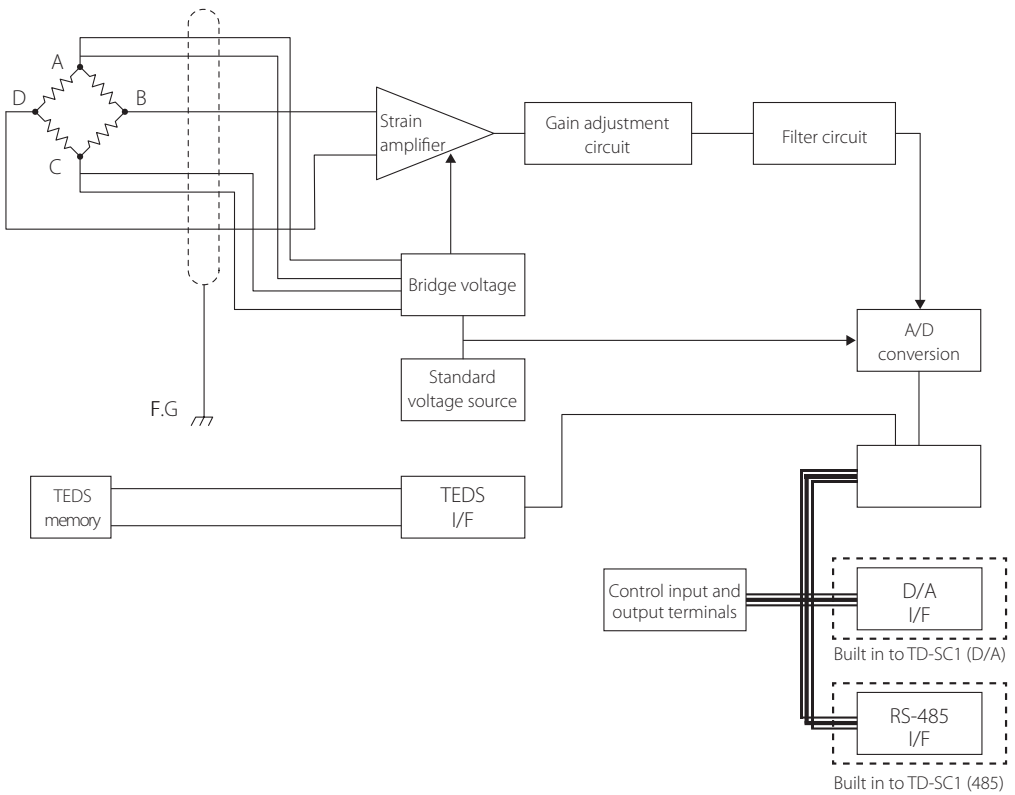 A
D
B
C
Strain
amplifier
Gain adjustment
circuit
Filter circuit
Bridge voltage
A/D
conversion
Standard
voltage source
F.G
TEDS
memory
TEDS
I/F
Control input and
output terminals
D/A
I/F
Built in to TD-SC1 (D/A)
RS-485
I/F
Built in to TD-SC1 (485)